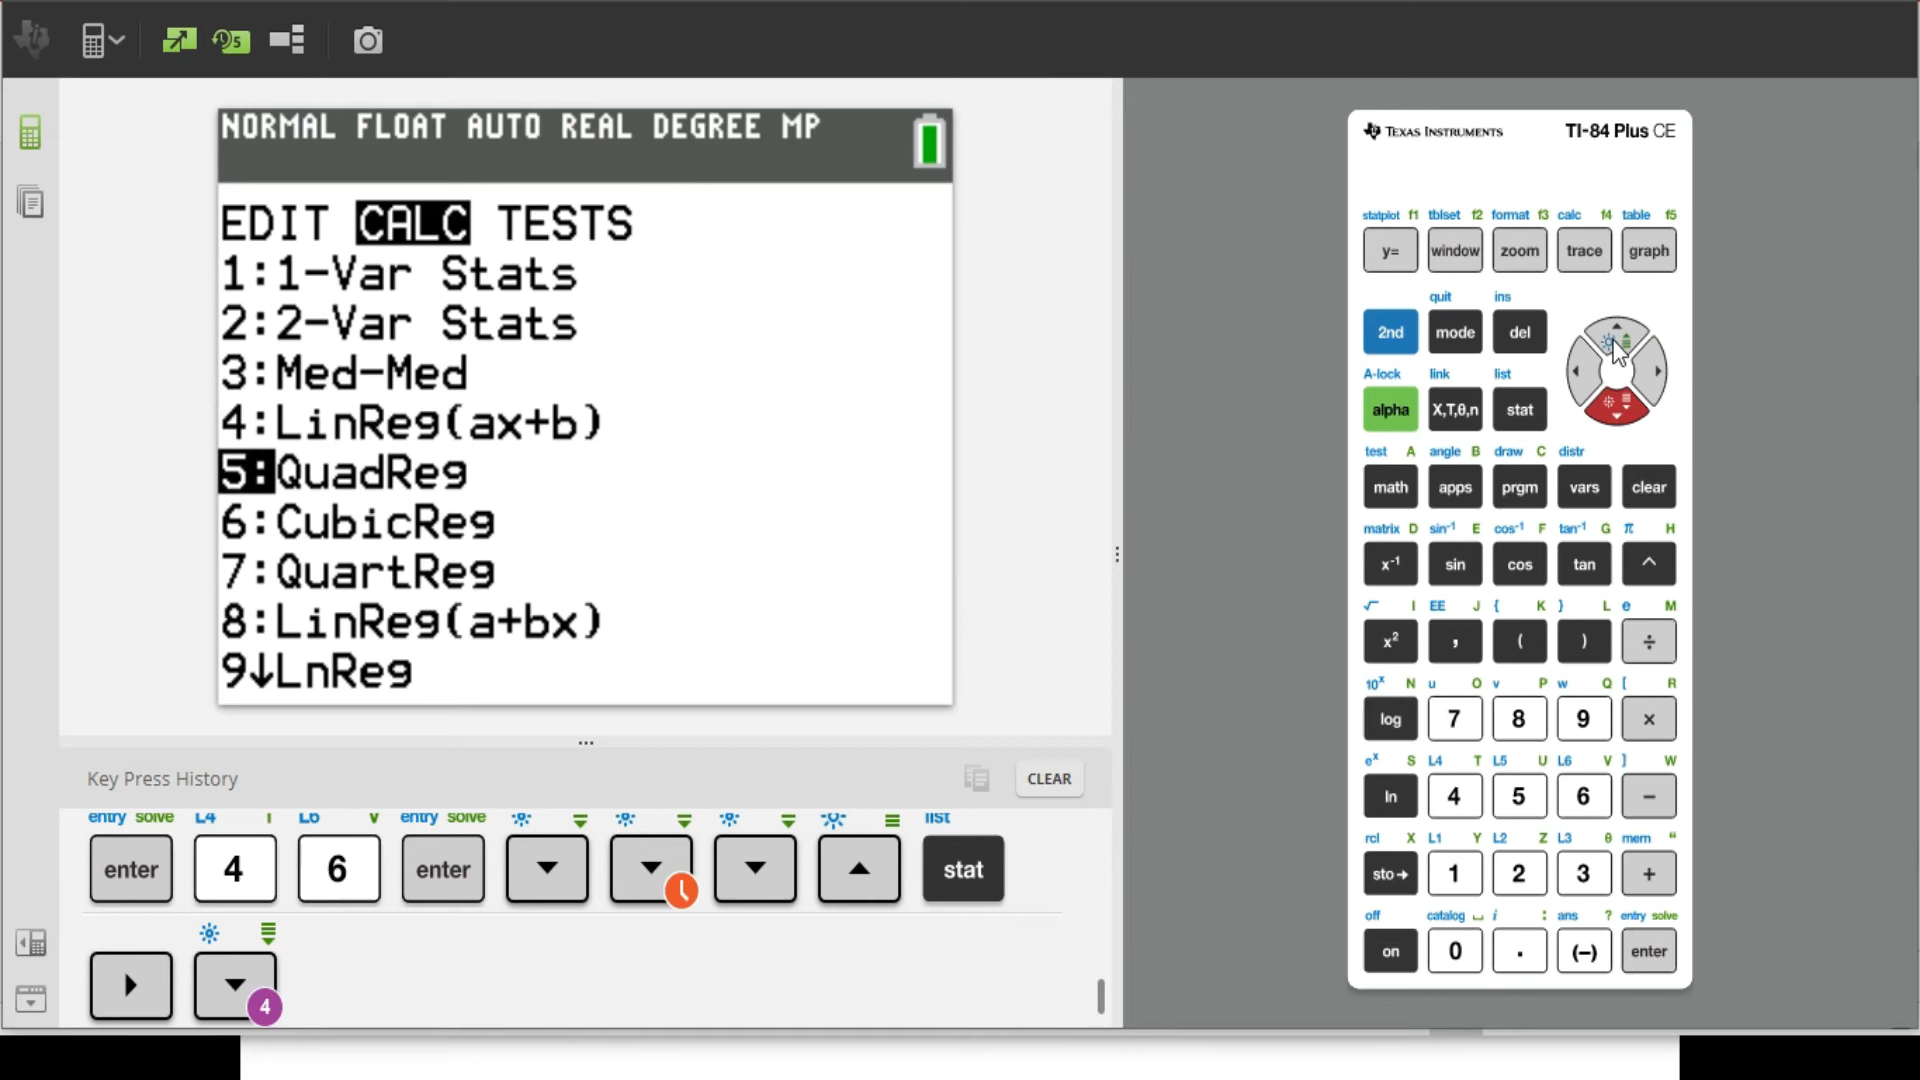 NORMAL FLOAT AUTO REAL DEGREE MP
EDIT CALC TESTS
1:1-Var Stats
2:2-Var Stats
3:Med-Med
4:LinReg(ax+b)
5:QuadReg
6:CubicReg
7:QuartReg
8:LinReg(a+bx)
9↓LnReg
Key Press History
CLEAR
entry solve L4 T L6 V entry solve list
enter 4 6 enter stat
4
TEXAS INSTRUMENTS TI-84 Plus CE
statplot f1 tblset f2 format f3 calc f4 table f5
y= window zoom trace graph
quit ins
2nd mode del
A-lock link list
alpha X,T,θ,n stat
test A angle B draw C distr
math apps prgm vars clear
matrix D sin-1 E cos-1 F tan-1 G π H
x-1 sin cos tan ^
√ I EE J { K } L e M
x2 , ( ) ÷
10x N u O v P w Q [ R
log 7 8 9 ×
ex S L4 T L5 U L6 V ] W
ln 4 5 6 −
rcl X L1 Y L2 Z L3 θ mem "
sto→ 1 2 3 +
off catalog ⎵ i : ans ? entry solve
on 0 . (−) enter